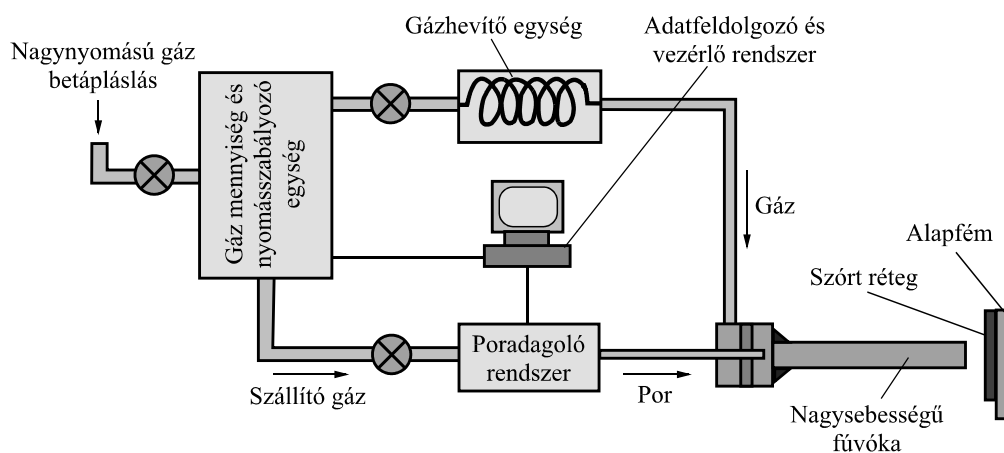 Nagynyomású gáz
betápláslás
Gáz mennyiség és
nyomásszabályozó
egység
Gázhevítő egység
Adatfeldolgozó és
vezérlő rendszer
Gáz
Alapfém
Szórt réteg
Poradagoló
rendszer
Szállító gáz
Por
Nagysebességű
fúvóka